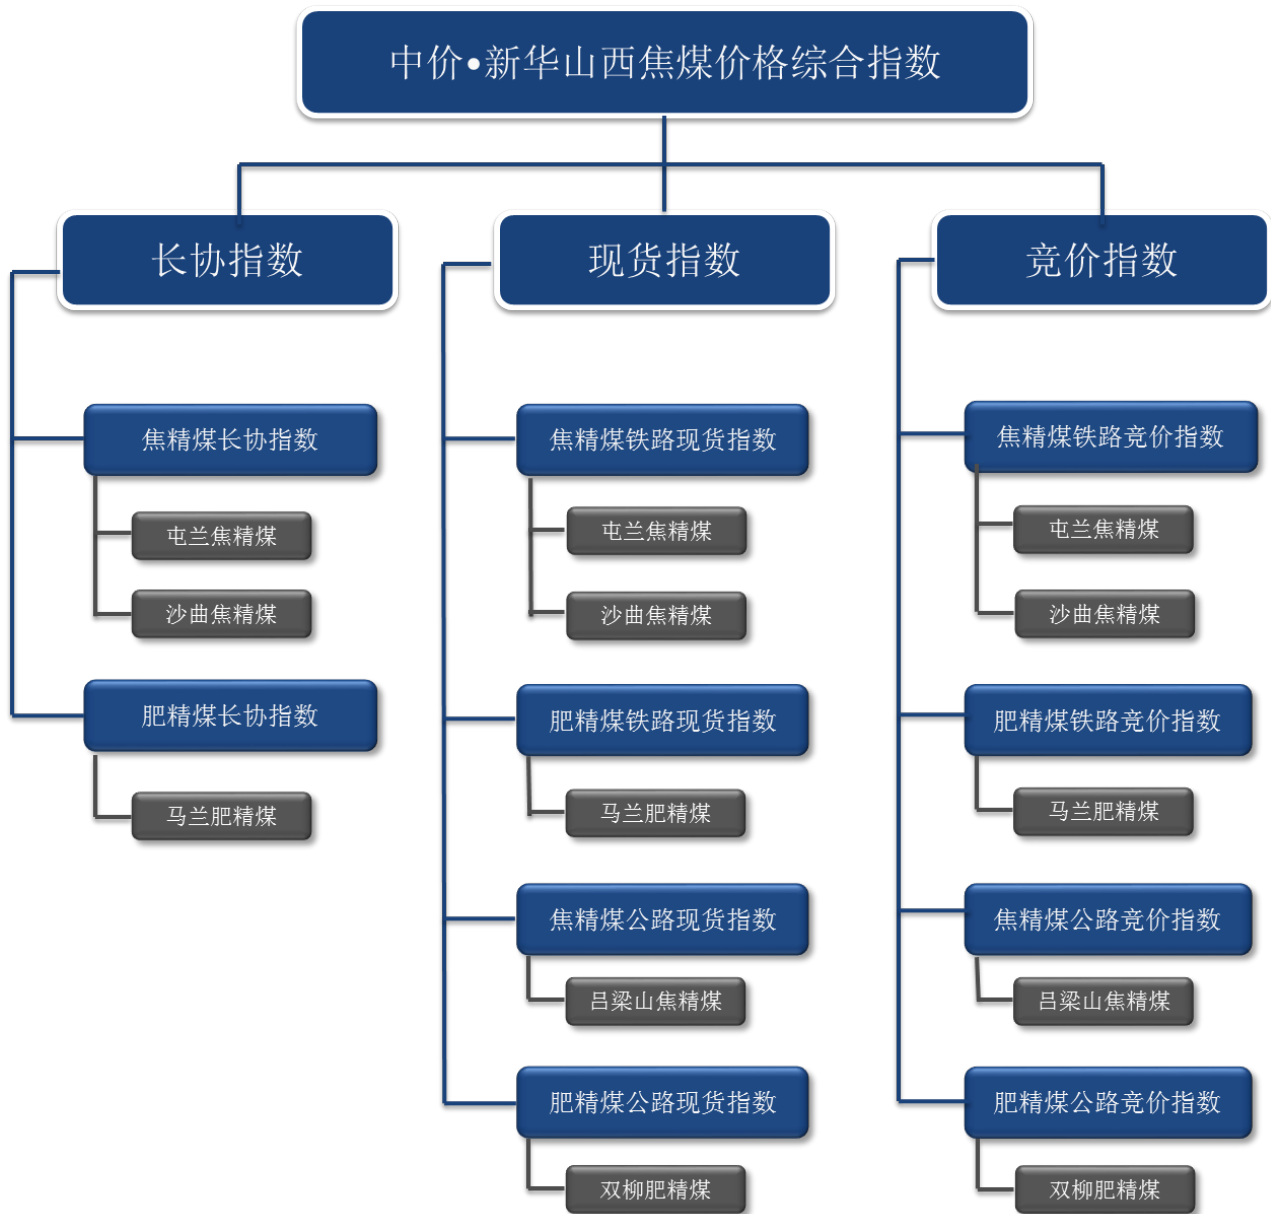 中价•新华山西焦煤价格综合指数
长协指数
焦精煤长协指数
屯兰焦精煤
沙曲焦精煤
肥精煤长协指数
马兰肥精煤
现货指数
焦精煤铁路现货指数
屯兰焦精煤
沙曲焦精煤
肥精煤铁路现货指数
马兰肥精煤
焦精煤公路现货指数
吕梁山焦精煤
肥精煤公路现货指数
双柳肥精煤
竞价指数
焦精煤铁路竞价指数
屯兰焦精煤
沙曲焦精煤
肥精煤铁路竞价指数
马兰肥精煤
焦精煤公路竞价指数
吕梁山焦精煤
肥精煤公路竞价指数
双柳肥精煤